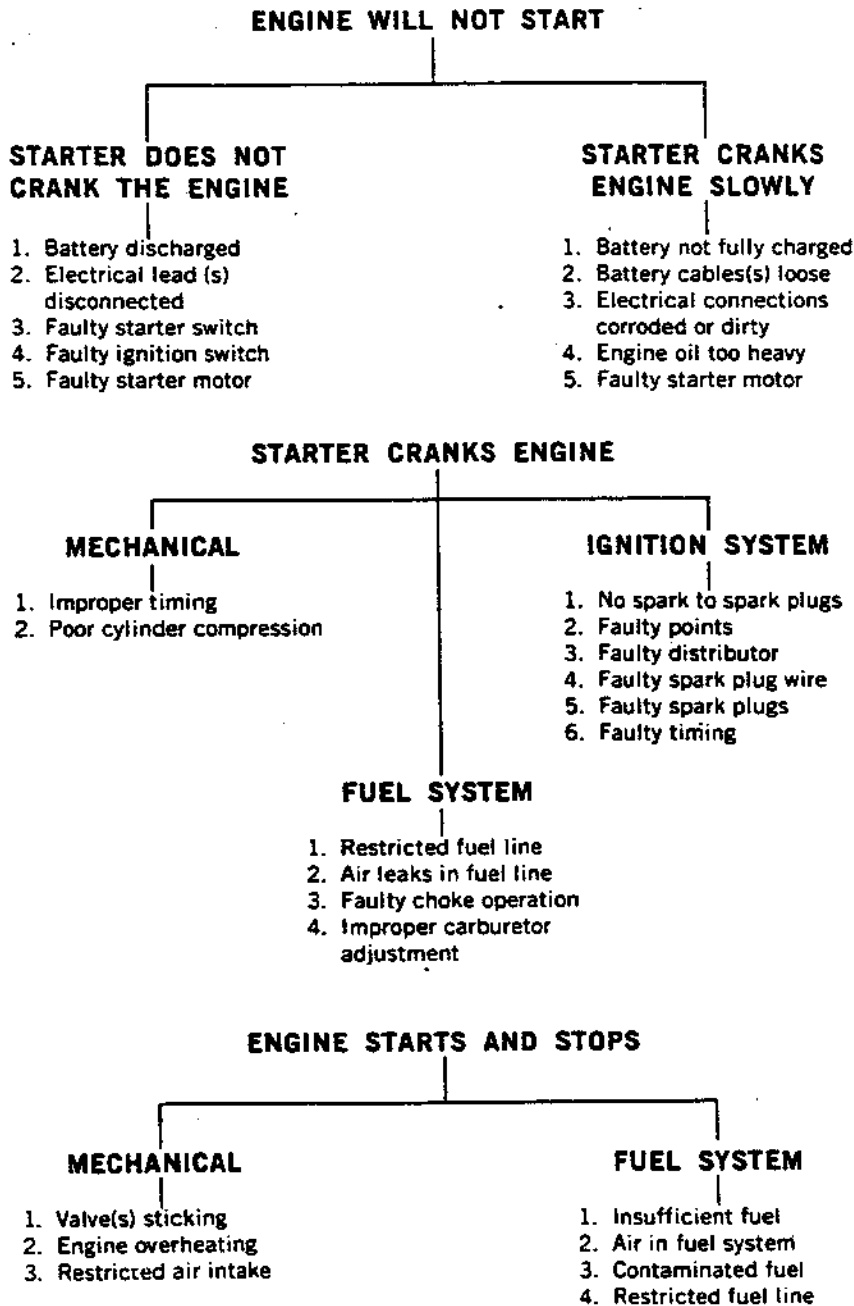 ENGINE WILL NOT START
STARTER DOES NOT
CRANK THE ENGINE
1. Battery discharged
2. Electrical lead (s)
disconnected
3. Faulty starter switch
4. Faulty ignition switch
5. Faulty starter motor
STARTER CRANKS
ENGINE SLOWLY
1. Battery not fully charged
2. Battery cables(s) loose
3. Electrical connections
corroded or dirty
4. Engine oil too heavy
5. Faulty starter motor
STARTER CRANKS ENGINE
MECHANICAL
1. Improper timing
2. Poor cylinder compression
IGNITION SYSTEM
1. No spark to spark plugs
2. Faulty points
3. Faulty distributor
4. Faulty spark plug wire
5. Faulty spark plugs
6. Faulty timing
FUEL SYSTEM
1. Restricted fuel line
2. Air leaks in fuel line
3. Faulty choke operation
4. Improper carburetor
adjustment
ENGINE STARTS AND STOPS
MECHANICAL
1. Valve(s) sticking
2. Engine overheating
3. Restricted air intake
FUEL SYSTEM
1. Insufficient fuel
2. Air in fuel system
3. Contaminated fuel
4. Restricted fuel line